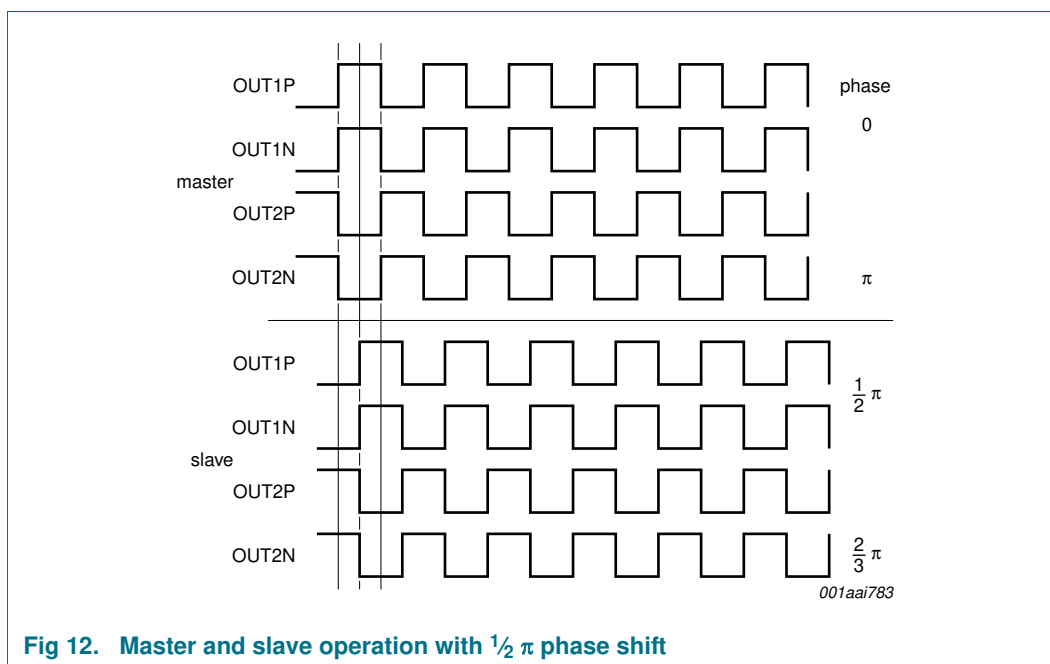 OUT1P
phase
0
OUT1N
master
OUT2P
OUT2N
π
OUT1P
1/2 π
OUT1N
slave
OUT2P
OUT2N
2/3 π
001aai783
Fig 12. Master and slave operation with 1⁄2 π phase shift